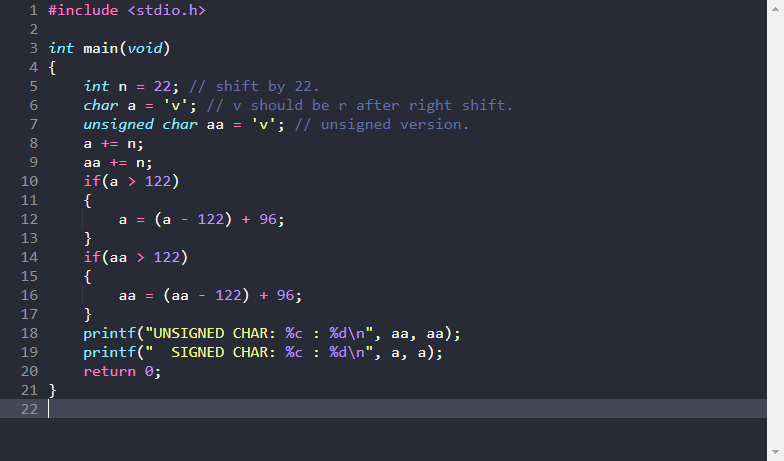 1 #include <stdio.h>
2
3 int main(void)
4 {
5     int n = 22; // shift by 22.
6     char a = 'v'; // v should be r after right shift.
7     unsigned char aa = 'v'; // unsigned version.
8     a += n;
9     aa += n;
10     if(a > 122)
11     {
12         a = (a - 122) + 96;
13     }
14     if(aa > 122)
15     {
16         aa = (aa - 122) + 96;
17     }
18     printf("UNSIGNED CHAR: %c : %d\n", aa, aa);
19     printf("  SIGNED CHAR: %c : %d\n", a, a);
20     return 0;
21 }
22